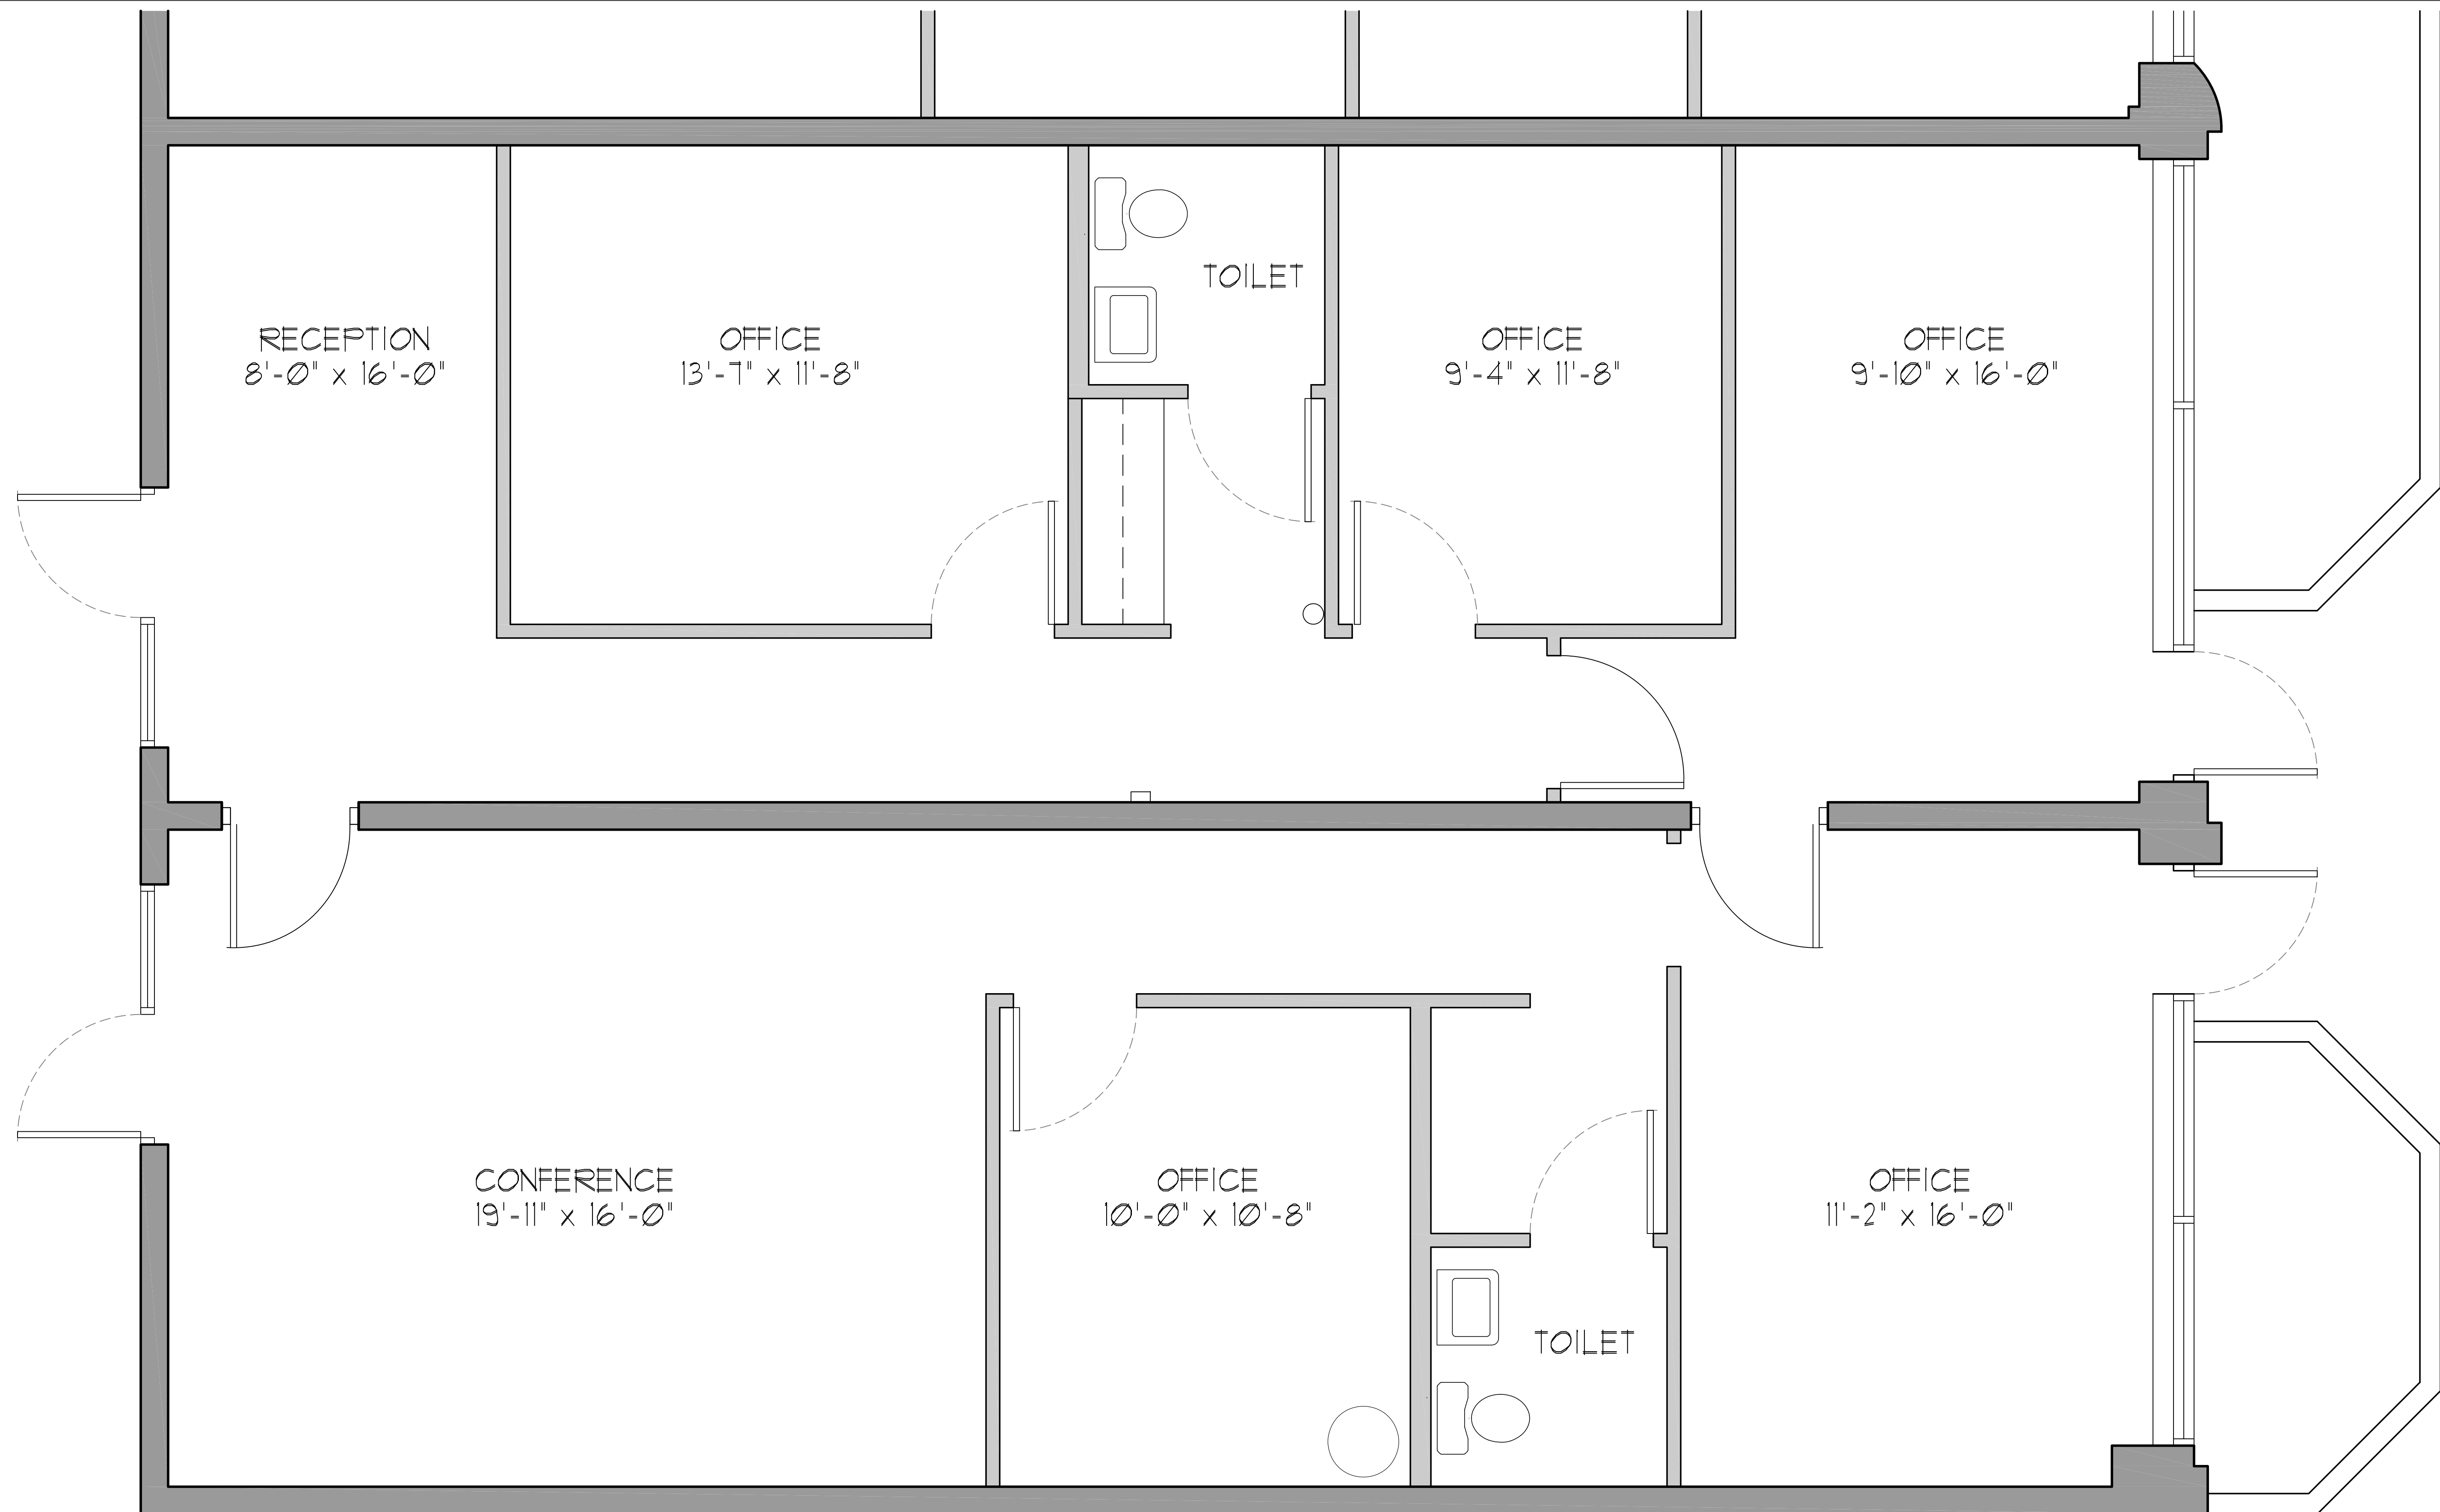 RECEPTION
8'-0" x 16'-0"
OFFICE
13'-7" x 11'-8"
TOILET
OFFICE
9'-4" x 11'-8"
OFFICE
9'-10" x 16'-0"
CONFERENCE
19'-11" x 16'-0"
OFFICE
10'-0" x 10'-8"
TOILET
OFFICE
11'-2" x 16'-0"